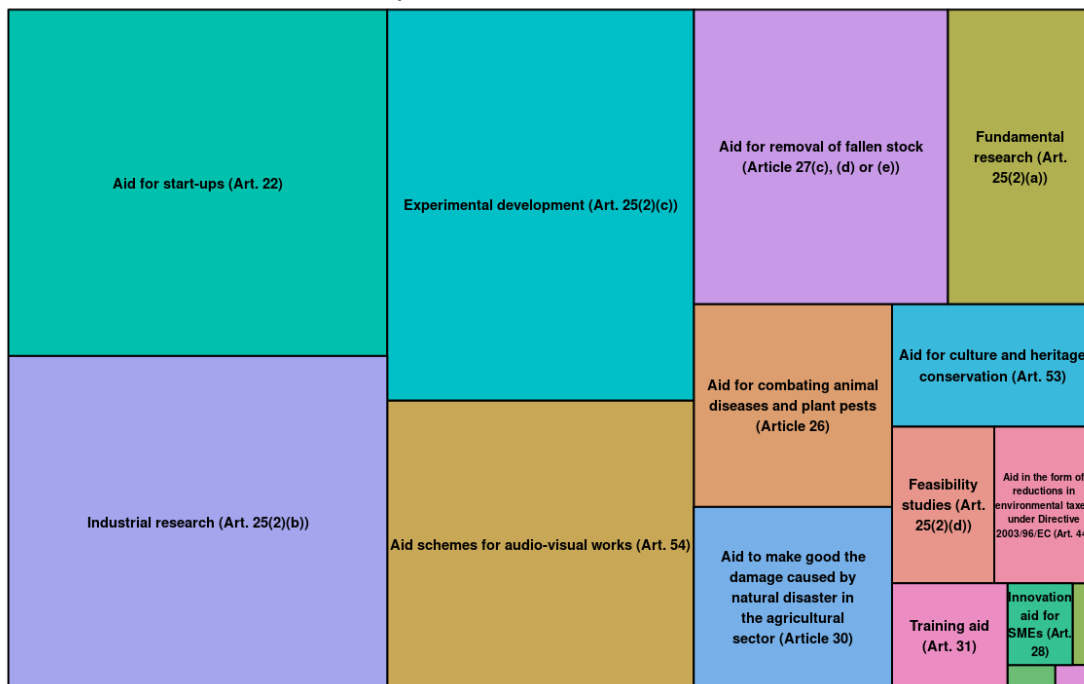 Aid for start-ups (Art. 22)
Industrial research (Art. 25(2)(b))
Experimental development (Art. 25(2)(c))
Aid schemes for audio-visual works (Art. 54)
Aid for removal of fallen stock
(Article 27(c), (d) or (e))
Fundamental
research (Art.
25(2)(a))
Aid for combating animal
diseases and plant pests
(Article 26)
Aid to make good the
damage caused by
natural disaster in
the agricultural
sector (Article 30)
Aid for culture and heritage
conservation (Art. 53)
Feasibility
studies (Art.
25(2)(d))
Aid in the form of
reductions in
environmental taxe
under Directive
2003/96/EC (Art. 44
Training aid
(Art. 31)
Innovation
aid for
SMEs (Art.
28)